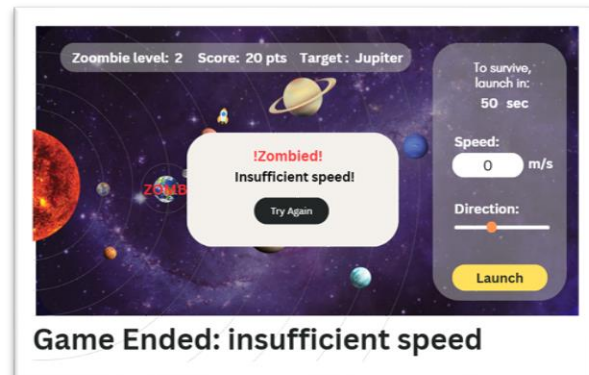 Zoombie level: 2 Score: 20 pts Target : Jupiter
To survive,
launch in:
50 sec
!Zombied!
Insufficient speed!
Try Again
ZOMB
Speed:
0 m/s
Direction:
Launch
Game Ended: insufficient speed